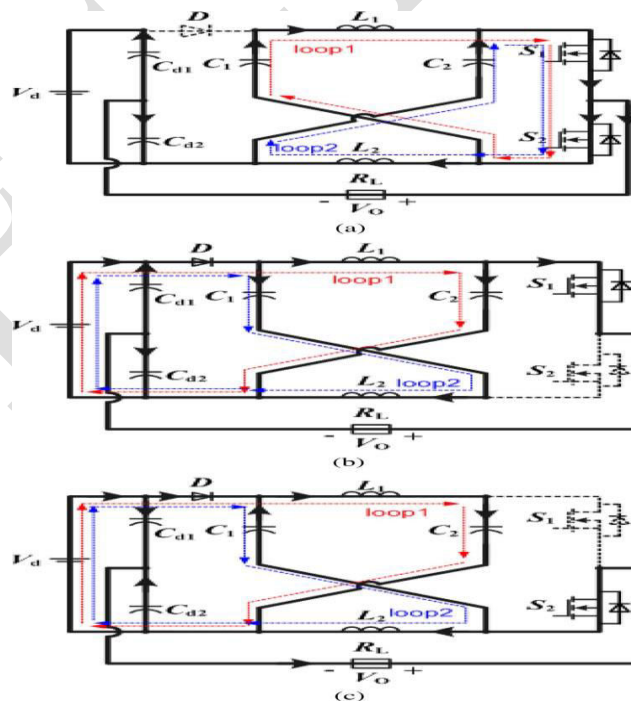 D
L1
loop1
S1
Cd1
C1
C2
Vd
Cd2
S2
loop2
L2
RL
- VO +
(a)
D
L1
loop1
S1
Cd1
C1
C2
Vd
Cd2
L2
loop2
S2
RL
- VO +
(b)
D
L1
loop1
S1
Cd1
C1
C2
Vd
Cd2
L2
loop2
S2
RL
- VO +
(c)